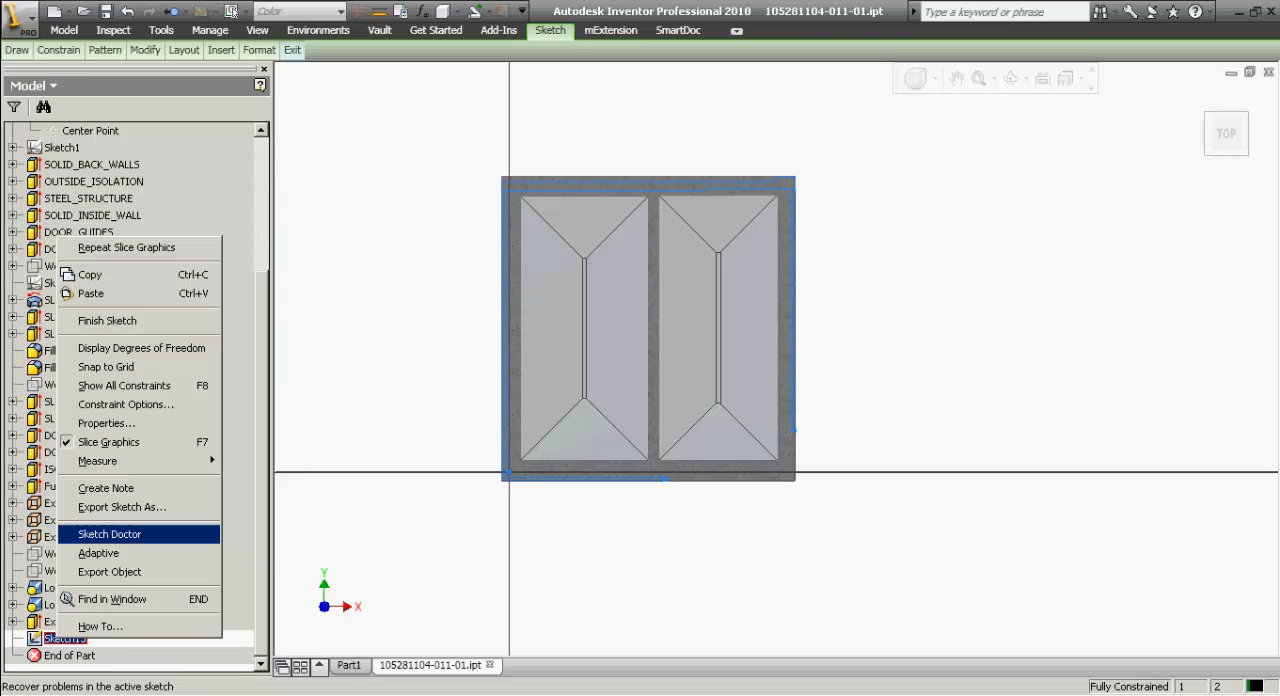 Color
Autodesk Inventor Professional 2010 105281104-011-01.ipt
Type a keyword or phrase
PRO
Model Inspect Tools Manage View Environments Vault Get Started Add-Ins Sketch mExtension SmartDoc
Draw Constrain Pattern Modify Layout Insert Format Exit
Model
Center Point
Sketch1
SOLID_BACK_WALLS
OUTSIDE_ISOLATION
STEEL_STRUCTURE
SOLID_INSIDE_WALL
DOOR_GUIDES
Repeat Slice Graphics
Copy Ctrl+C
Paste Ctrl+V
Finish Sketch
Display Degrees of Freedom
Snap to Grid
Show All Constraints F8
Constraint Options...
Properties...
Slice Graphics F7
Measure
Create Note
Export Sketch As...
Sketch Doctor
Adaptive
Export Object
Find in Window END
How To...
End of Part
TOP
Y
X
Part1 105281104-011-01.ipt
Recover problems in the active sketch
Fully Constrained 1 2